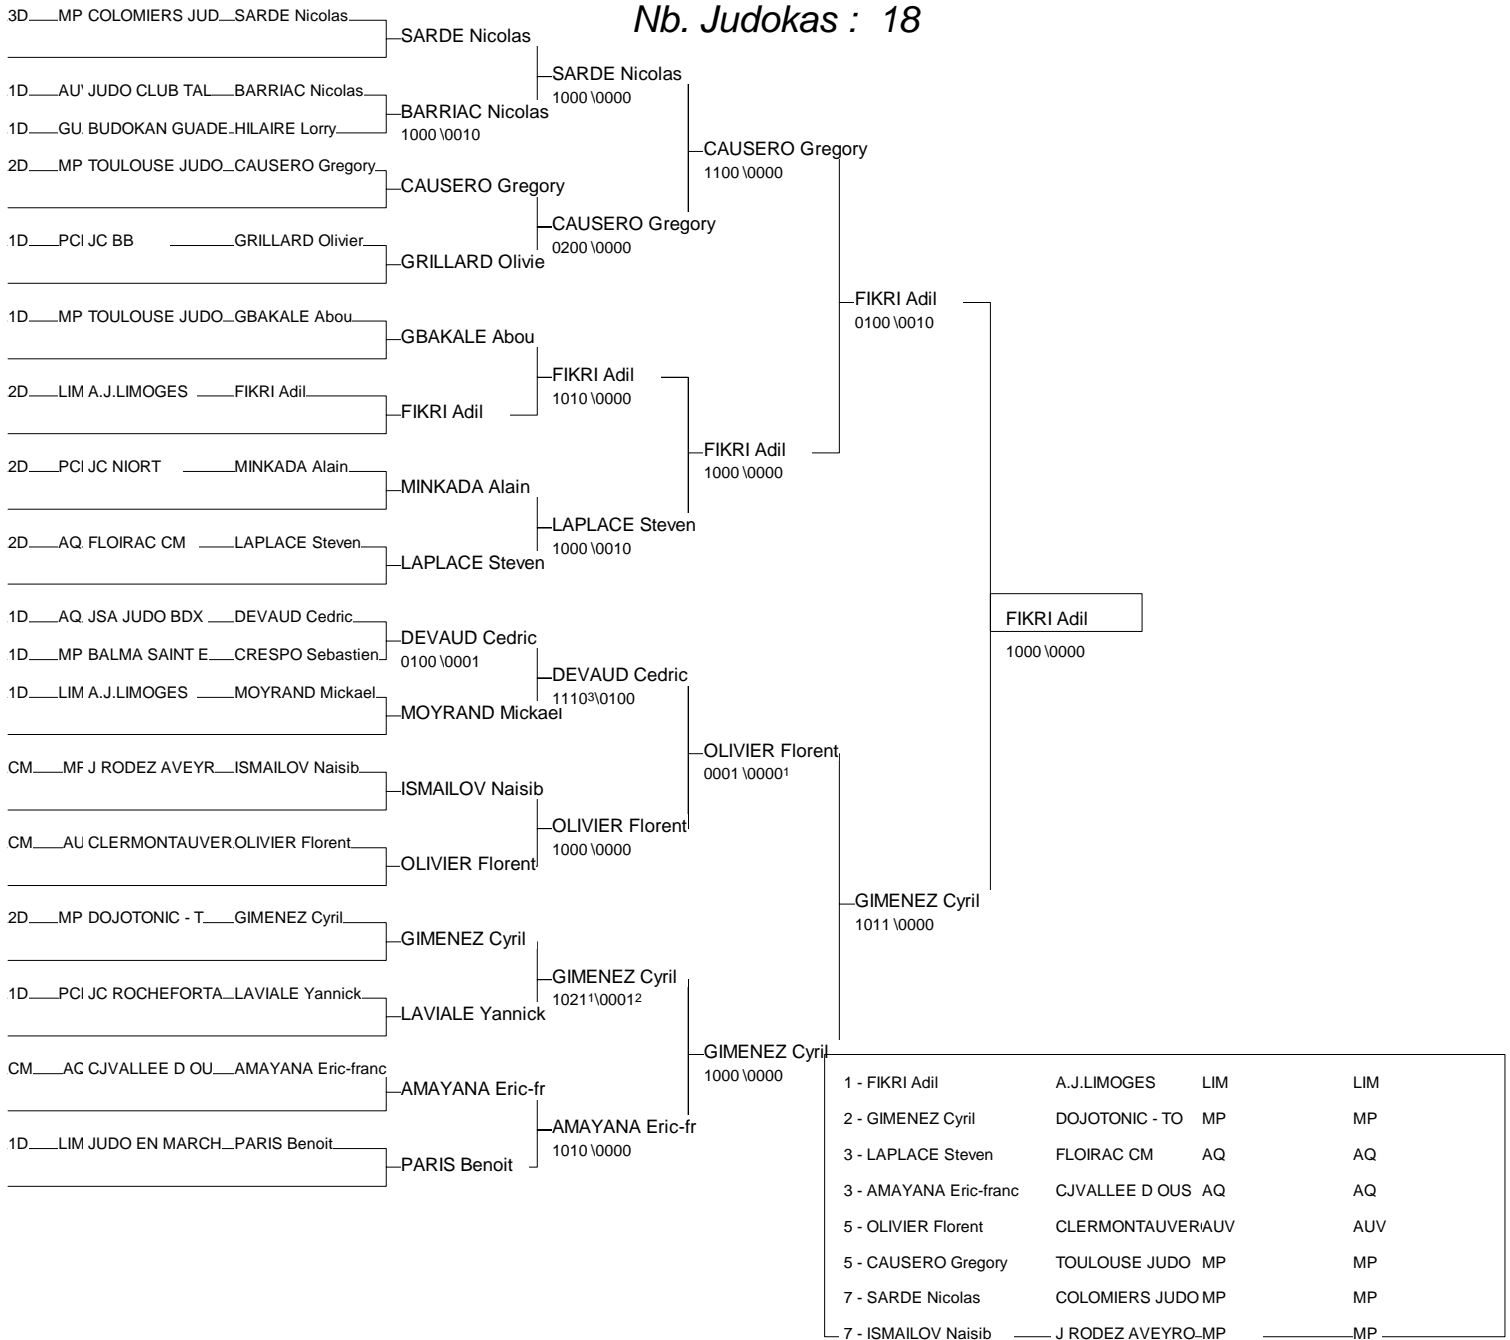 Nb. Judokas : 18
3D MP COLOMIERS JUD SARDE Nicolas
SARDE Nicolas
SARDE Nicolas
1000 \0000
1D AU' JUDO CLUB TAL BARRIAC Nicolas
BARRIAC Nicolas
1000 \0010
1D GU. BUDOKAN GUADE HILAIRE Lorry
CAUSERO Gregory
1100 \0000
2D MP TOULOUSE JUDO CAUSERO Gregory
CAUSERO Gregory
CAUSERO Gregory
0200 \0000
1D PCI JC BB GRILLARD Olivier
GRILLARD Olivie
FIKRI Adil
0100 \0010
1D MP TOULOUSE JUDO GBAKALE Abou
GBAKALE Abou
FIKRI Adil
1010 \0000
2D LIM A.J.LIMOGES FIKRI Adil
FIKRI Adil
FIKRI Adil
1000 \0000
2D PCI JC NIORT MINKADA Alain
MINKADA Alain
LAPLACE Steven
1000 \0010
2D AQ. FLOIRAC CM LAPLACE Steven
LAPLACE Steven
FIKRI Adil
1000 \0000
1D AQ. JSA JUDO BDX DEVAUD Cedric
DEVAUD Cedric
0100 \0001
1D MP BALMA SAINT E CRESPO Sebastien
DEVAUD Cedric
1110³\0100
1D LIM A.J.LIMOGES MOYRAND Mickael
MOYRAND Mickael
OLIVIER Florent
0001 \0000¹
CM MF J RODEZ AVEYR ISMAILOV Naisib
ISMAILOV Naisib
OLIVIER Florent
1000 \0000
CM AU CLERMONTAUVER OLIVIER Florent
OLIVIER Florent
GIMENEZ Cyril
1011 \0000
2D MP DOJOTONIC - T GIMENEZ Cyril
GIMENEZ Cyril
GIMENEZ Cyril
1021¹\0001²
1D PCI JC ROCHEFORTA LAVIALE Yannick
LAVIALE Yannick
GIMENEZ Cyril
1000 \0000
CM AQ CJVALLEE D OU AMAYANA Eric-franc
AMAYANA Eric-fr
AMAYANA Eric-fr
1010 \0000
1D LIM JUDO EN MARCH PARIS Benoit
PARIS Benoit
1 - FIKRI Adil A.J.LIMOGES LIM LIM
2 - GIMENEZ Cyril DOJOTONIC - TO MP MP
3 - LAPLACE Steven FLOIRAC CM AQ AQ
3 - AMAYANA Eric-franc CJVALLEE D OUS AQ AQ
5 - OLIVIER Florent CLERMONTAUVER AUV AUV
5 - CAUSERO Gregory TOULOUSE JUDO MP MP
7 - SARDE Nicolas COLOMIERS JUDO MP MP
7 - ISMAILOV Naisib J RODEZ AVEYRO MP MP